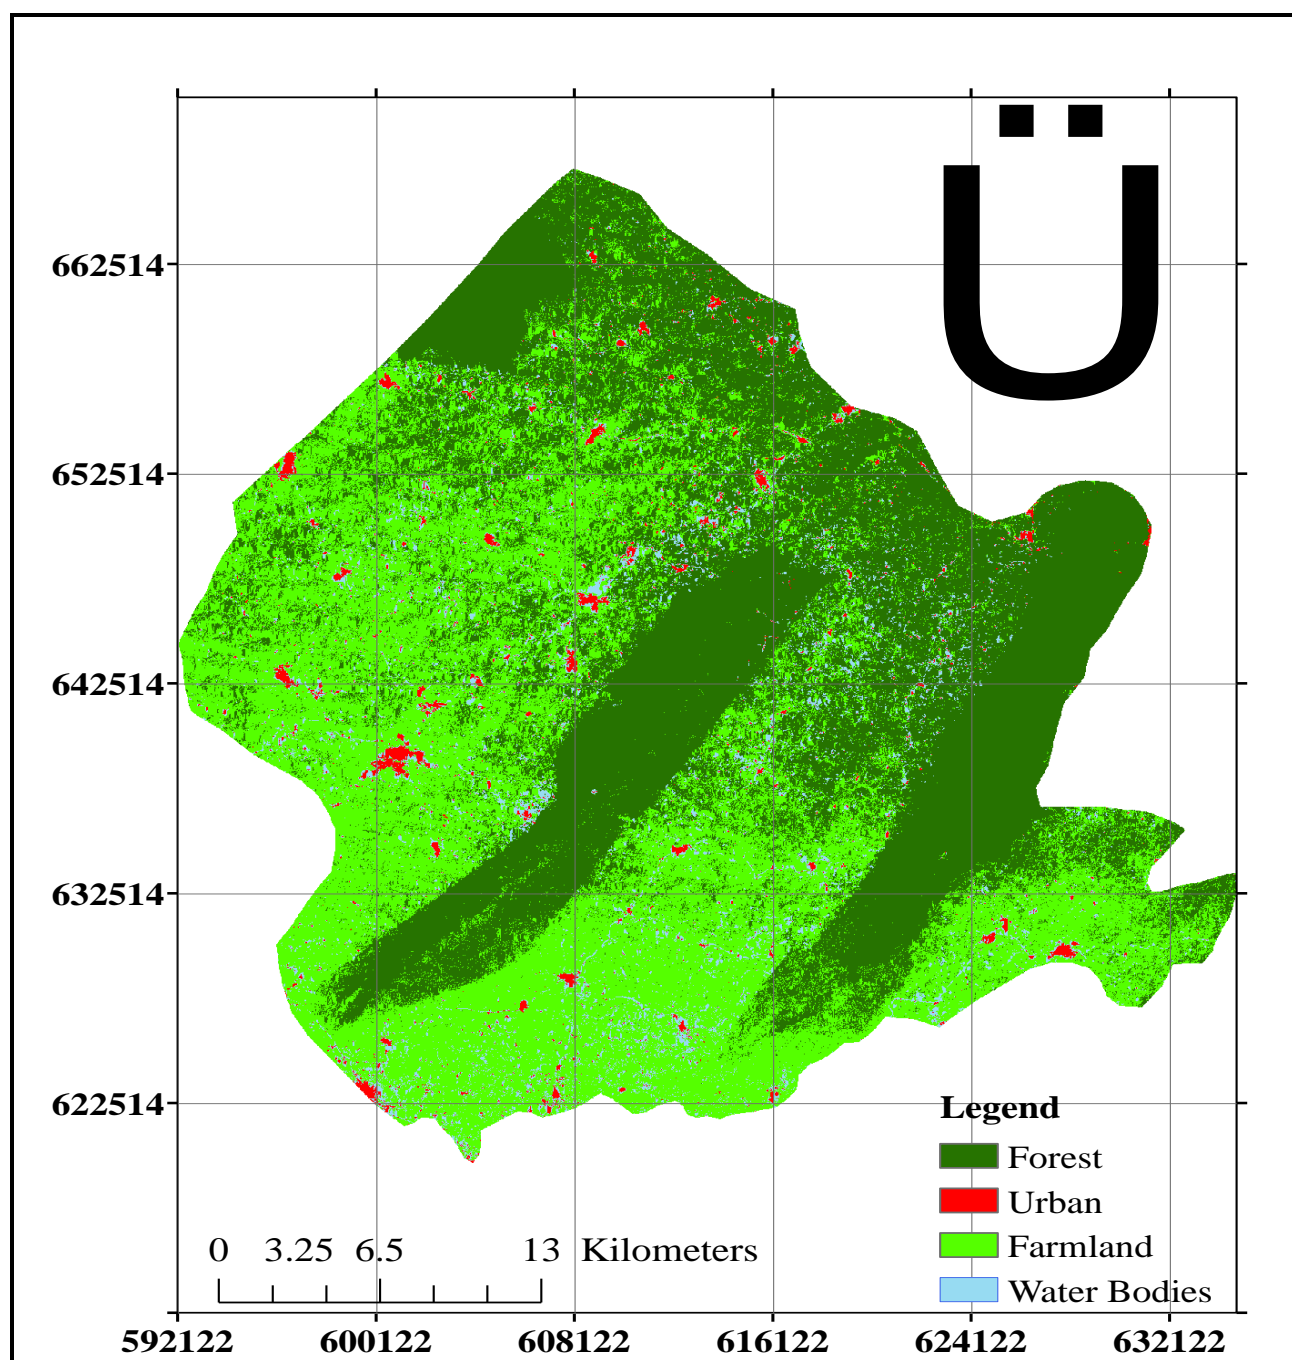 Ü
662514
652514
642514
632514
622514
Legend
Forest
Urban
Farmland
Water Bodies
0 3.25 6.5 13 Kilometers
592122 600122 608122 616122 624122 632122